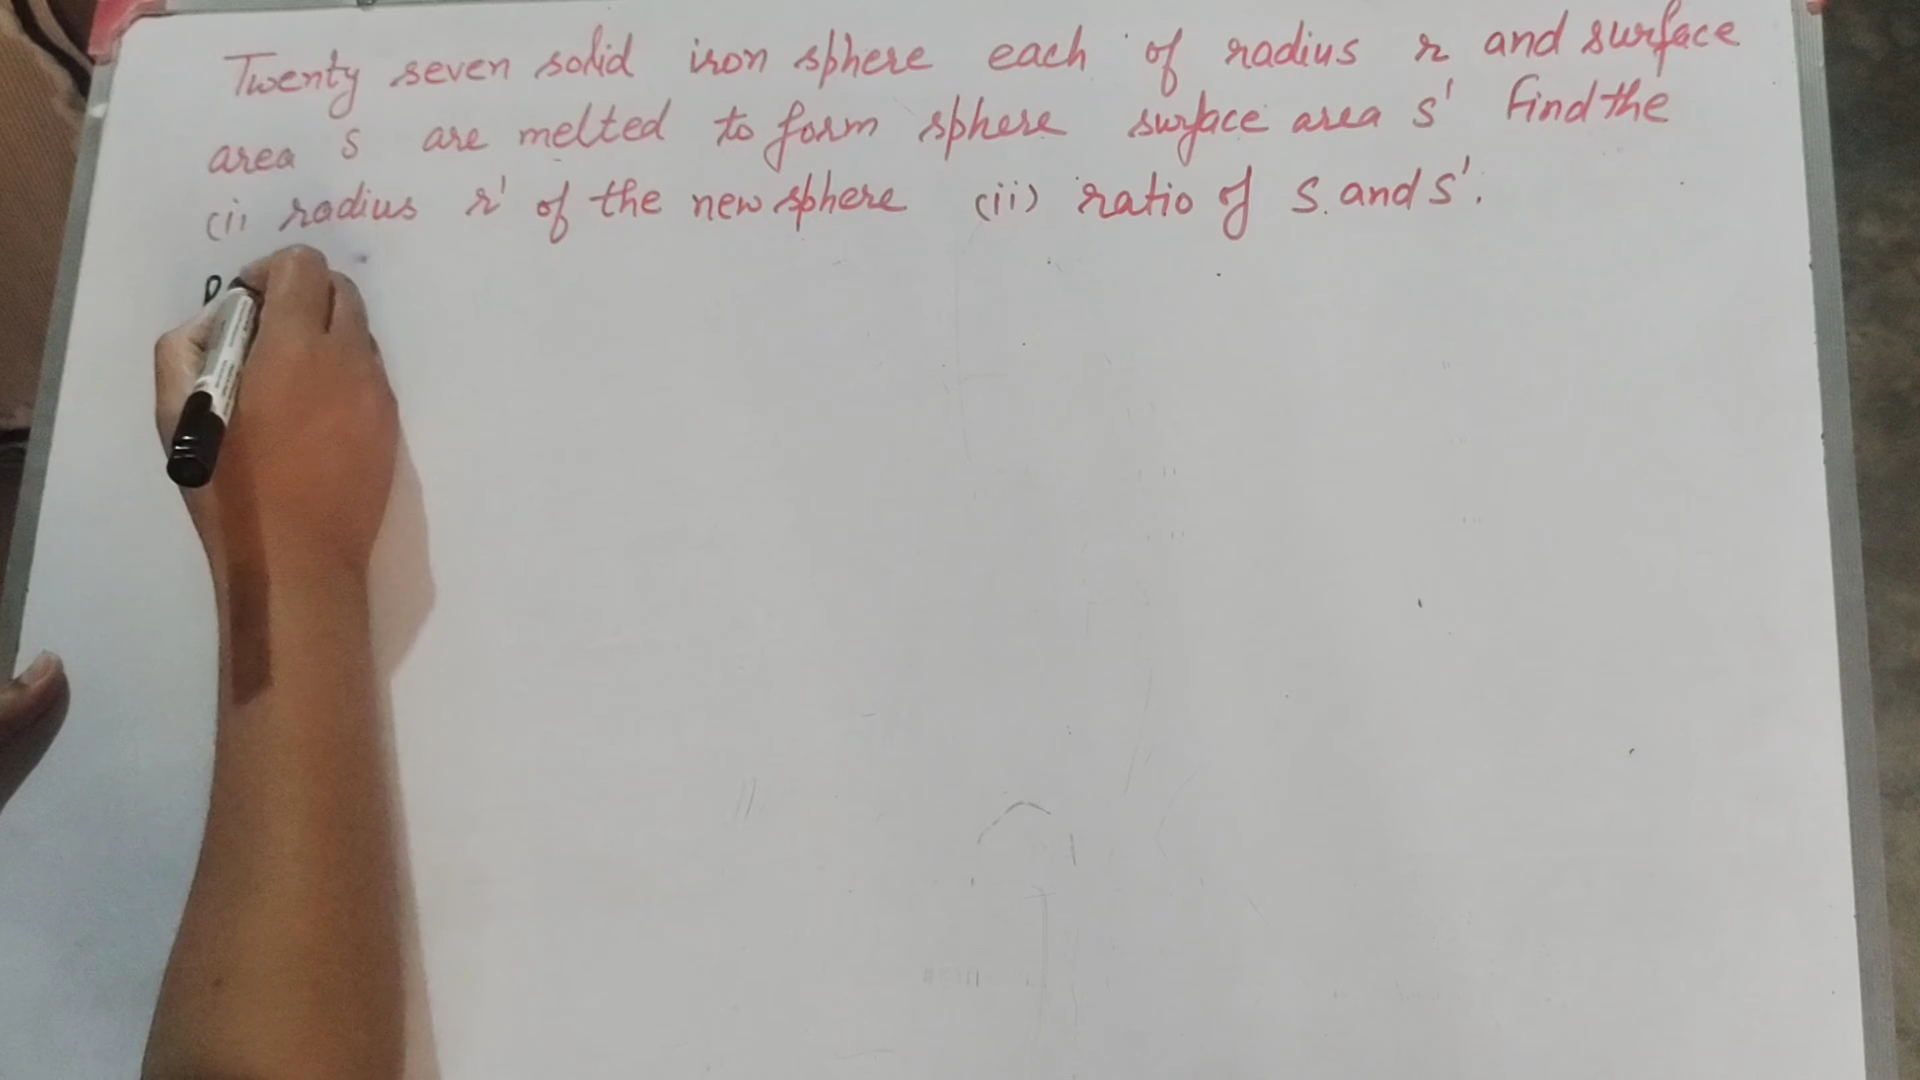 Twenty seven solid iron sphere each of radius r and surface
area S are melted to form sphere surface area S' Find the
(i) radius r' of the new sphere (ii) ratio of S and S'.